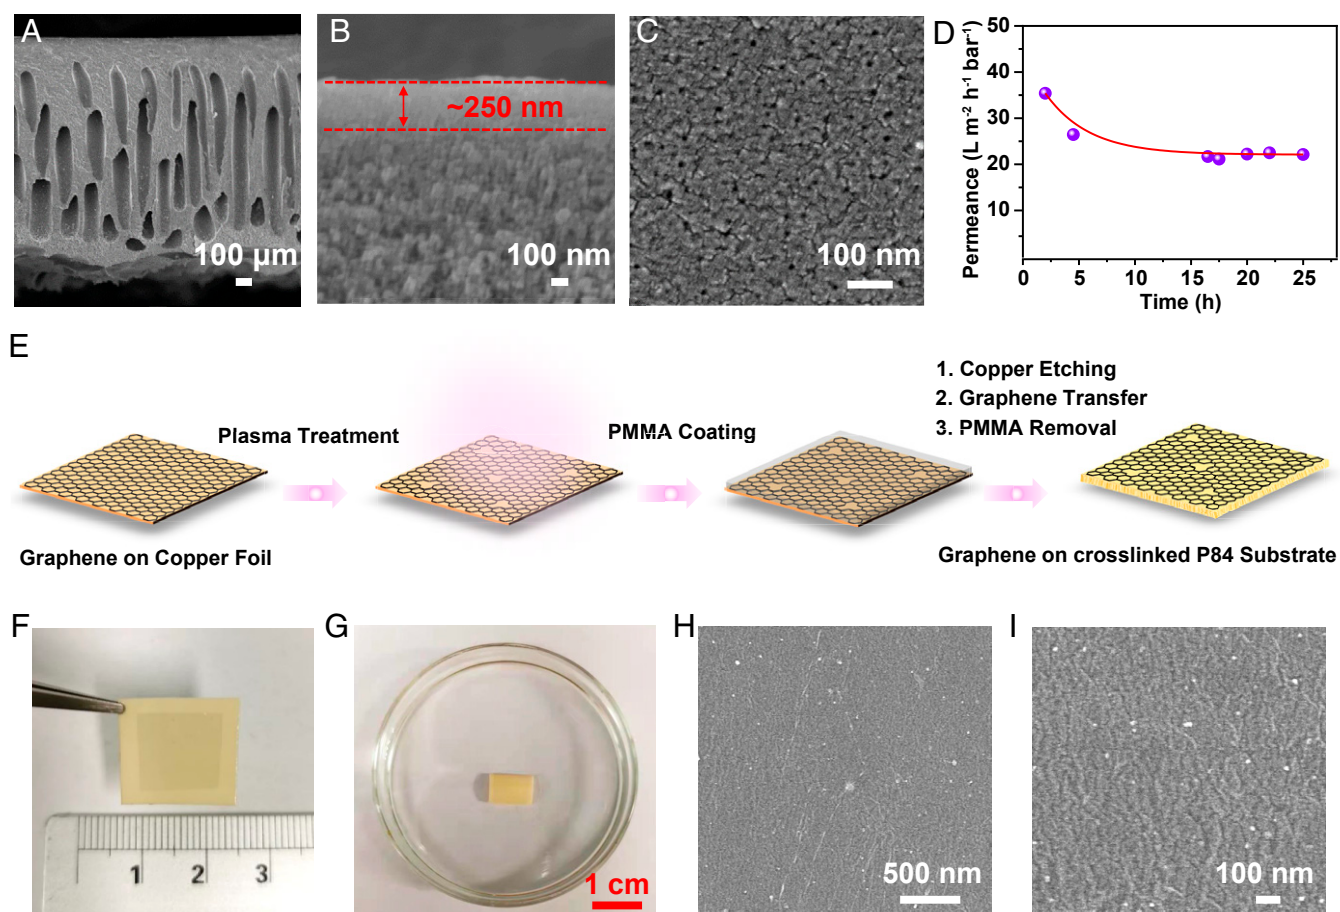 A
100 µm
B
~250 nm
100 nm
C
100 nm
D
Permeance (L m⁻² h⁻¹ bar⁻¹)
50
40
30
20
10
0
5
10
15
20
25
Time (h)
E
1. Copper Etching
2. Graphene Transfer
3. PMMA Removal
Plasma Treatment
PMMA Coating
Graphene on Copper Foil
Graphene on crosslinked P84 Substrate
F
1
2
3
G
1 cm
H
500 nm
I
100 nm